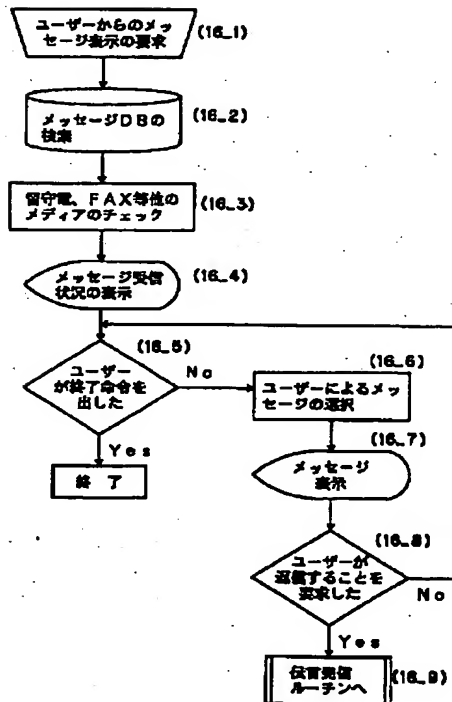 ユーザーからのメッ
セージ表示の要求
(16_1)
メッセージDBの
検索
(16_2)
留守電、FAX等他の
メディアのチェック
(16_3)
メッセージ受信
状況の表示
(16_4)
(16_5)
ユーザー
が終了命令を
出した
No
Yes
終 了
(16_6)
ユーザーによるメッ
セージの選択
(16_7)
メッセージ
表示
(16_8)
ユーザーが
返信することを
要求した
No
Yes
伝言発信
ルーチンへ
(16_9)